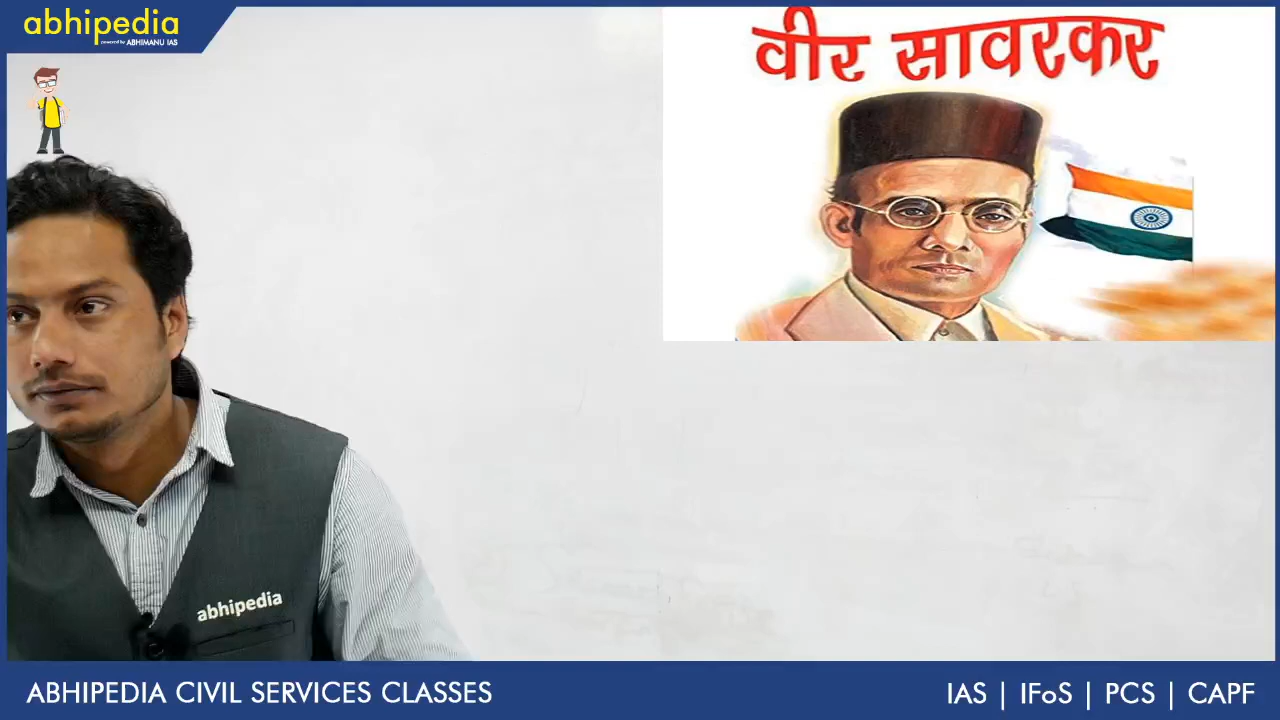 abhipedia
powered by ABHIMANU IAS
वीर सावरकर
abhipedia
ABHIPEDIA CIVIL SERVICES CLASSES
IAS | IFoS | PCS | CAPF